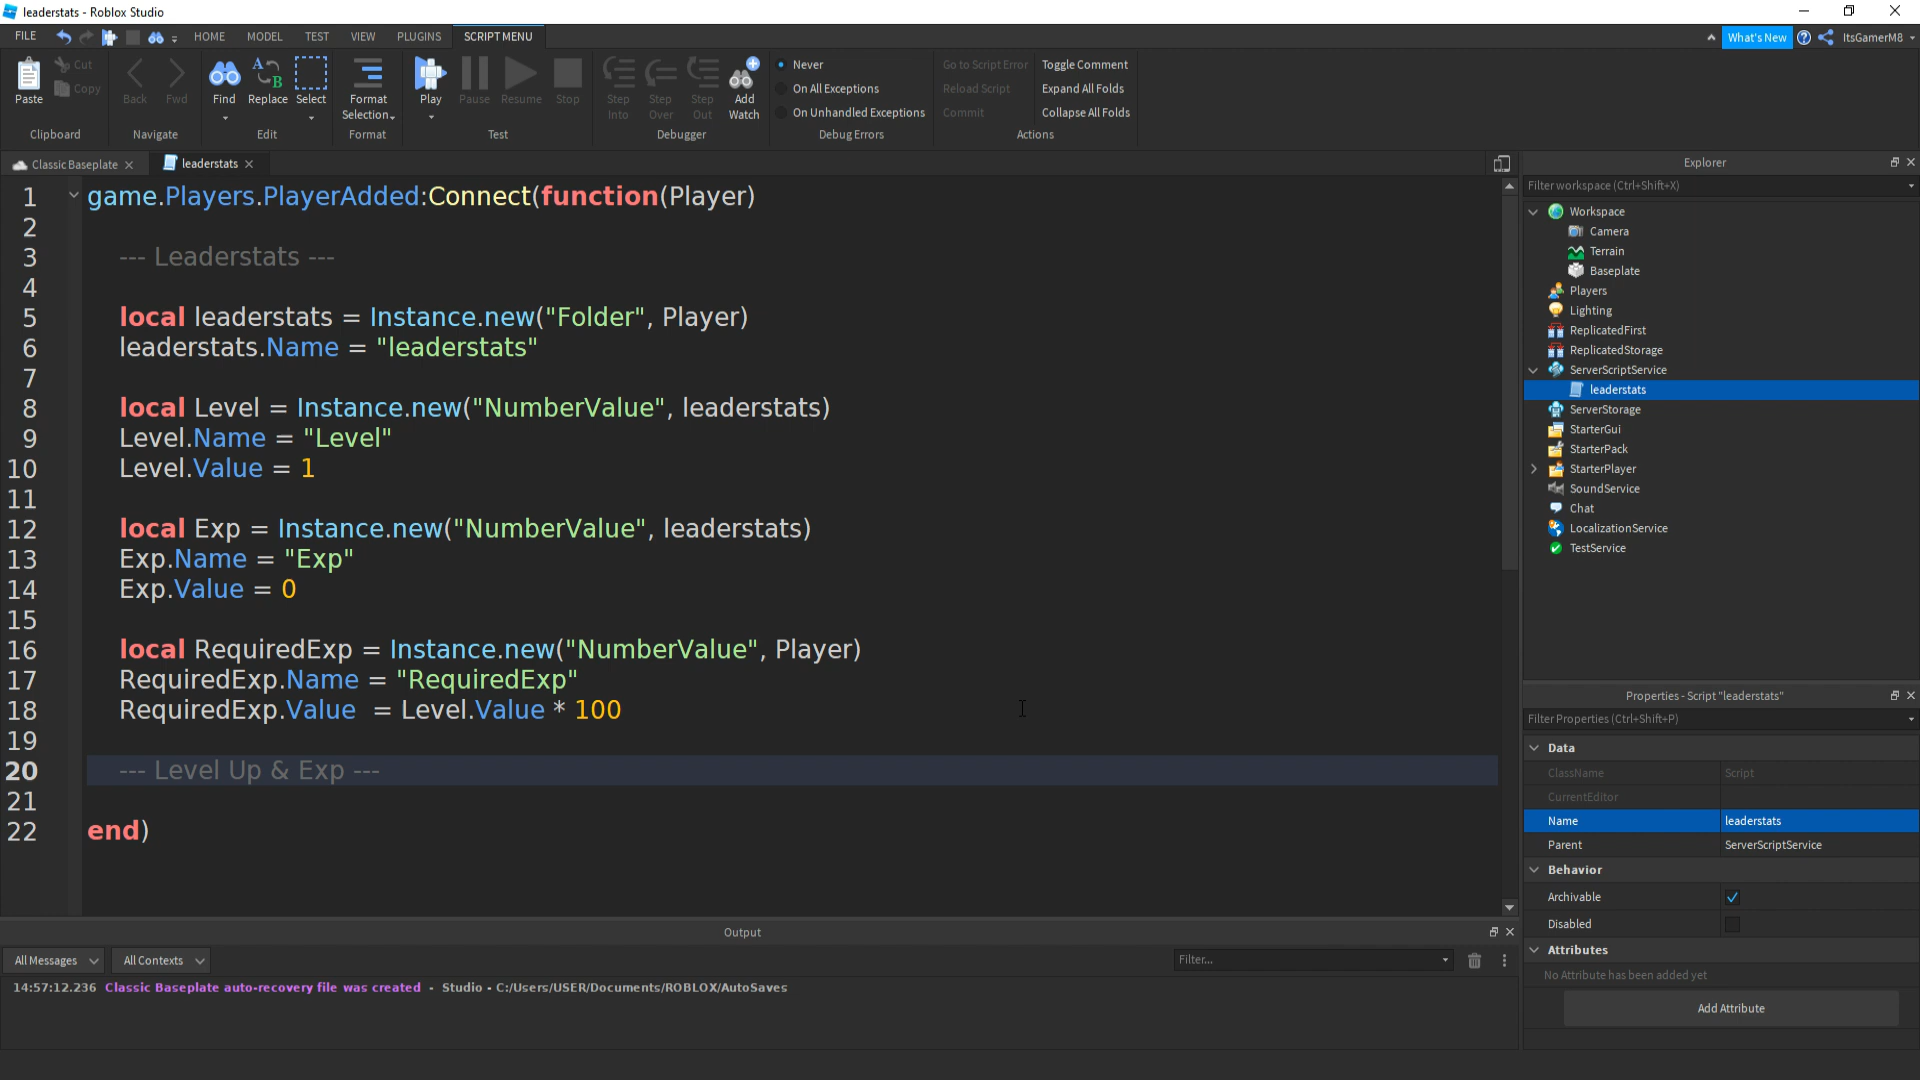 leaderstats - Roblox Studio
FILE HOME MODEL TEST VIEW PLUGINS SCRIPT MENU What's New ItsGamerM8
Paste Cut Copy
Clipboard
Back Fwd
Navigate
Find Replace Select
Edit
Format Selection
Format
Play Pause Resume Stop
Test
Step Into Step Over Step Out Add Watch
Debugger
Never
On All Exceptions
On Unhandled Exceptions
Debug Errors
Go to Script Error Toggle Comment
Reload Script Expand All Folds
Commit Collapse All Folds
Actions
Classic Baseplate leaderstats
1 game.Players.PlayerAdded:Connect(function(Player)
2
3 --- Leaderstats ---
4
5 local leaderstats = Instance.new("Folder", Player)
6 leaderstats.Name = "leaderstats"
7
8 local Level = Instance.new("NumberValue", leaderstats)
9 Level.Name = "Level"
10 Level.Value = 1
11
12 local Exp = Instance.new("NumberValue", leaderstats)
13 Exp.Name = "Exp"
14 Exp.Value = 0
15
16 local RequiredExp = Instance.new("NumberValue", Player)
17 RequiredExp.Name = "RequiredExp"
18 RequiredExp.Value  = Level.Value * 100
19
20 --- Level Up & Exp ---
21
22 end)
Explorer
Filter workspace (Ctrl+Shift+X)
Workspace
Camera
Terrain
Baseplate
Players
Lighting
ReplicatedFirst
ReplicatedStorage
ServerScriptService
leaderstats
ServerStorage
StarterGui
StarterPack
StarterPlayer
SoundService
Chat
LocalizationService
TestService
Properties - Script "leaderstats"
Filter Properties (Ctrl+Shift+P)
Data
ClassName Script
CurrentEditor
Name leaderstats
Parent ServerScriptService
Behavior
Archivable
Disabled
Attributes
No Attribute has been added yet
Add Attribute
Output
All Messages All Contexts Filter...
14:57:12.236 Classic Baseplate auto-recovery file was created - Studio - C:/Users/USER/Documents/ROBLOX/AutoSaves